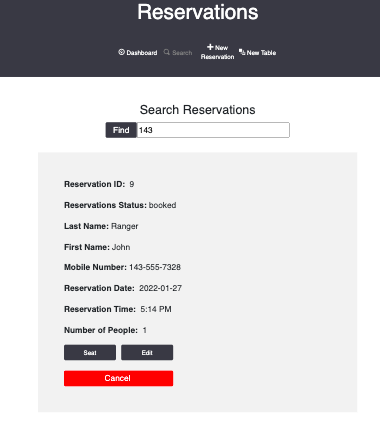 Reservations
Dashboard
Search
New Reservation
New Table
Search Reservations
Find 143
Reservation ID: 9
Reservations Status: booked
Last Name: Ranger
First Name: John
Mobile Number: 143-555-7328
Reservation Date: 2022-01-27
Reservation Time: 5:14 PM
Number of People: 1
Seat
Edit
Cancel